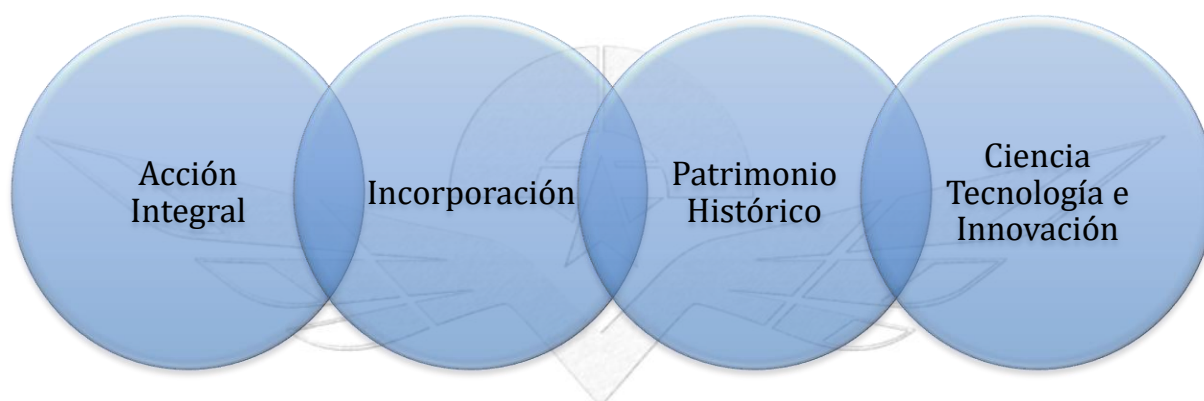 Acción
Integral
Incorporación
Patrimonio
Histórico
Ciencia
Tecnología e
Innovación